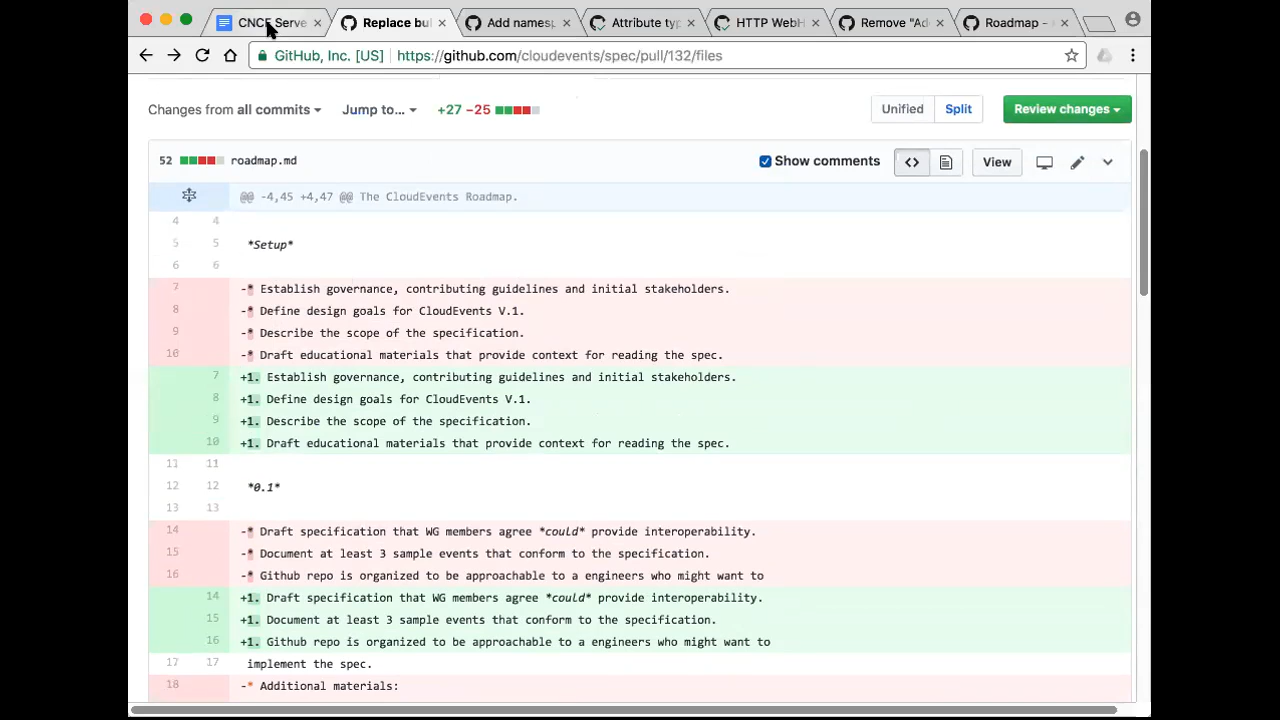 CNCF Serve
Replace bu
Add namesp
Attribute typ
HTTP WebH
Remove "Ad
Roadmap –
GitHub, Inc. [US] https://github.com/cloudevents/spec/pull/132/files
Changes from all commits Jump to... +27 −25 Unified Split Review changes
52 roadmap.md Show comments <> View
@@ -4,45 +4,47 @@ The CloudEvents Roadmap.
4 4
5 5 *Setup*
6 6
7 -* Establish governance, contributing guidelines and initial stakeholders.
8 -* Define design goals for CloudEvents V.1.
9 -* Describe the scope of the specification.
10 -* Draft educational materials that provide context for reading the spec.
7 +1. Establish governance, contributing guidelines and initial stakeholders.
8 +1. Define design goals for CloudEvents V.1.
9 +1. Describe the scope of the specification.
10 +1. Draft educational materials that provide context for reading the spec.
11 11
12 12 *0.1*
13 13
14 -* Draft specification that WG members agree *could* provide interoperability.
15 -* Document at least 3 sample events that conform to the specification.
16 -* Github repo is organized to be approachable to a engineers who might want to
14 +1. Draft specification that WG members agree *could* provide interoperability.
15 +1. Document at least 3 sample events that conform to the specification.
16 +1. Github repo is organized to be approachable to a engineers who might want to
17 17 implement the spec.
18 -* Additional materials: